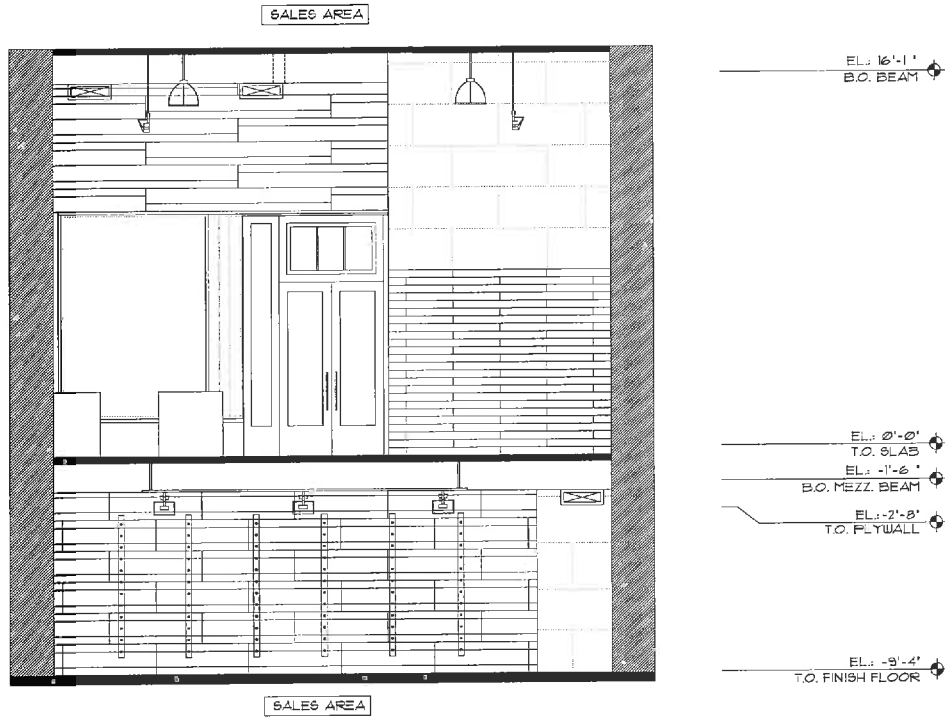 SALES AREA
EL.: 16'-1"
B.O. BEAM
EL.: 0'-0"
T.O. SLAB
EL.: -1'-6"
B.O. MEZZ. BEAM
EL.: -2'-8"
T.O. PLYWALL
EL.: -9'-4"
T.O. FINISH FLOOR
SALES AREA